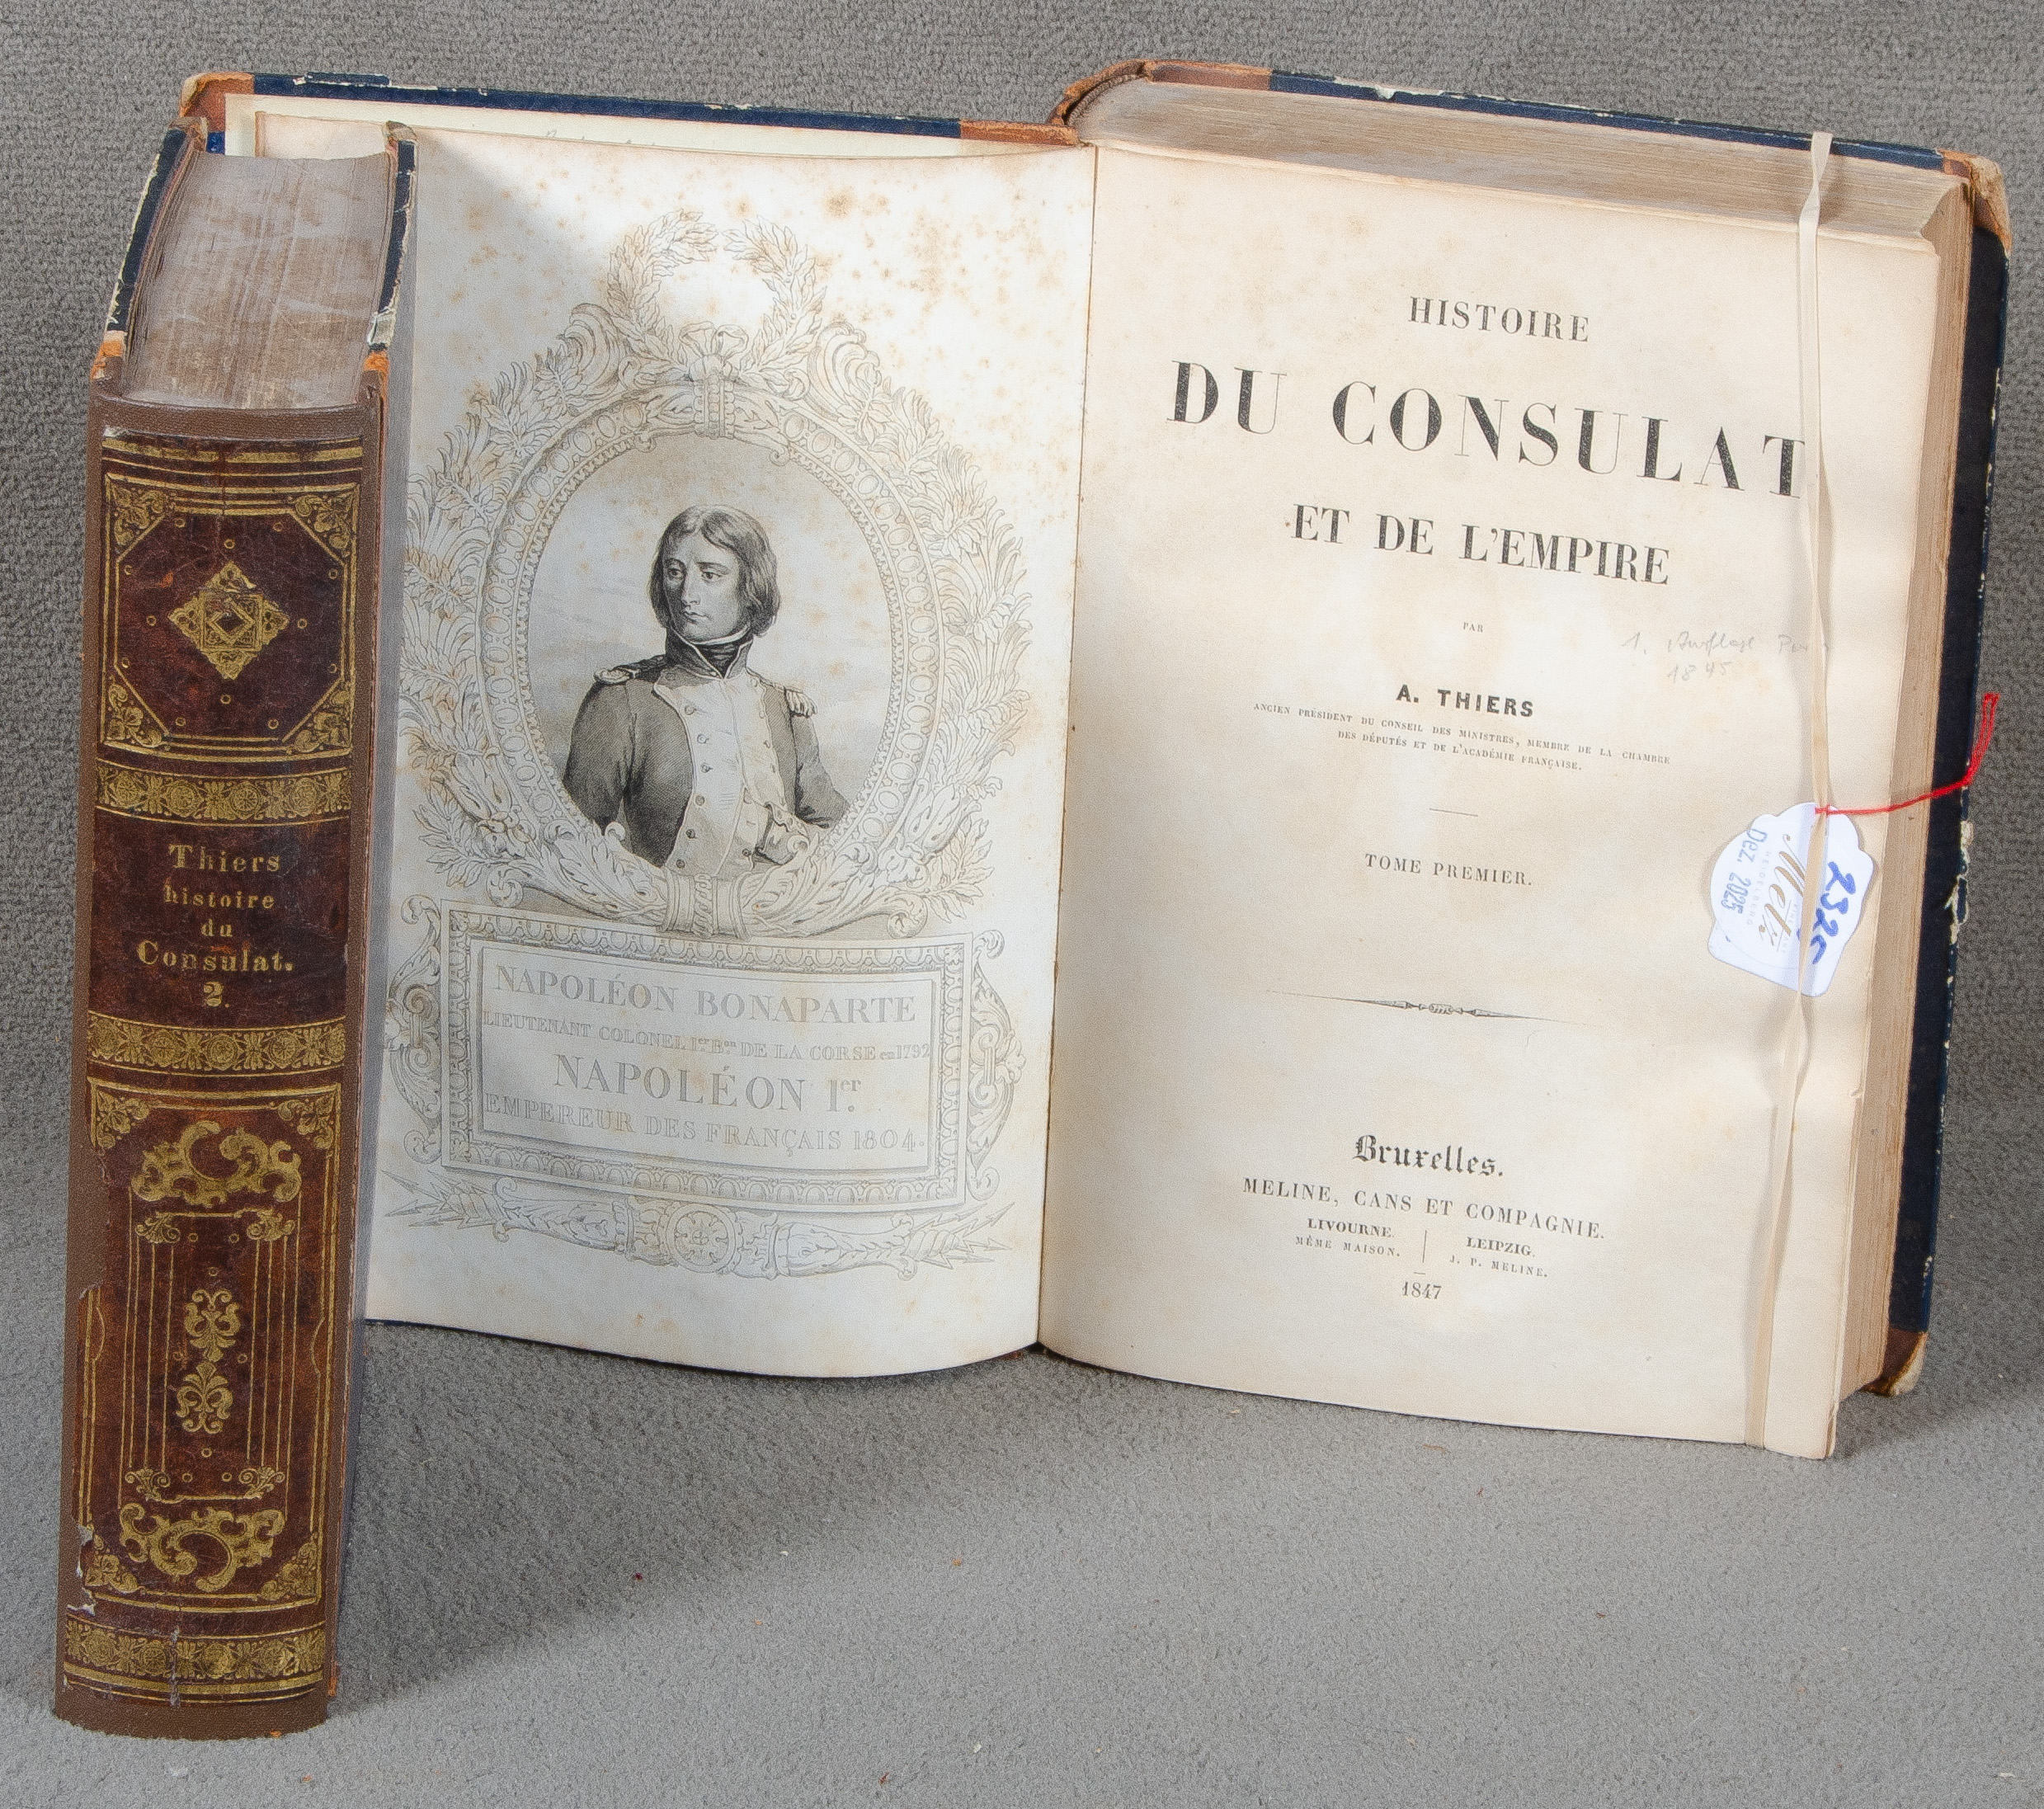 Thiers
histoire
du
Consulat.
2.
NAPOLÉON BONAPARTE
LIEUTENANT COLONEL 1er Bon DE LA CORSE en 1792
NAPOLÉON 1er.
EMPEREUR DES FRANÇAIS 1804.
HISTOIRE
DU CONSULAT
ET DE L'EMPIRE
PAR
1. Auflage
1845
A. THIERS
ANCIEN PRÉSIDENT DU CONSEIL DES MINISTRES, MEMBRE DE LA CHAMBRE
DES DÉPUTÉS ET DE L'ACADÉMIE FRANÇAISE.
TOME PREMIER.
Metz
Dez. 2025
Bruxelles.
MELINE, CANS ET COMPAGNIE.
LIVOURNE.
MÊME MAISON.
LEIPZIG.
J. P. MELINE.
1847